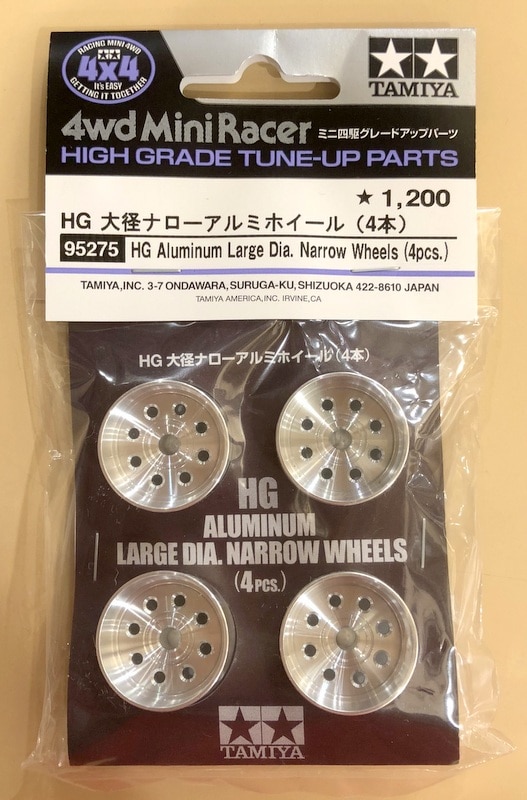 RACING MINI 4WD
4x4
It's EASY
GETTING IT TOGETHER
TAMIYA
4wd Mini Racer ミニ四駆グレードアップパーツ
HIGH GRADE TUNE-UP PARTS
★ 1,200
HG 大径ナローアルミホイール (4本)
95275 HG Aluminum Large Dia. Narrow Wheels (4pcs.)
TAMIYA,INC. 3-7 ONDAWARA, SURUGA-KU, SHIZUOKA 422-8610 JAPAN
TAMIYA AMERICA, INC. IRVINE, CA
HG 大径ナローアルミホイール (4本)
HG
ALUMINUM
LARGE DIA. NARROW WHEELS
(4PCS.)
TAMIYA